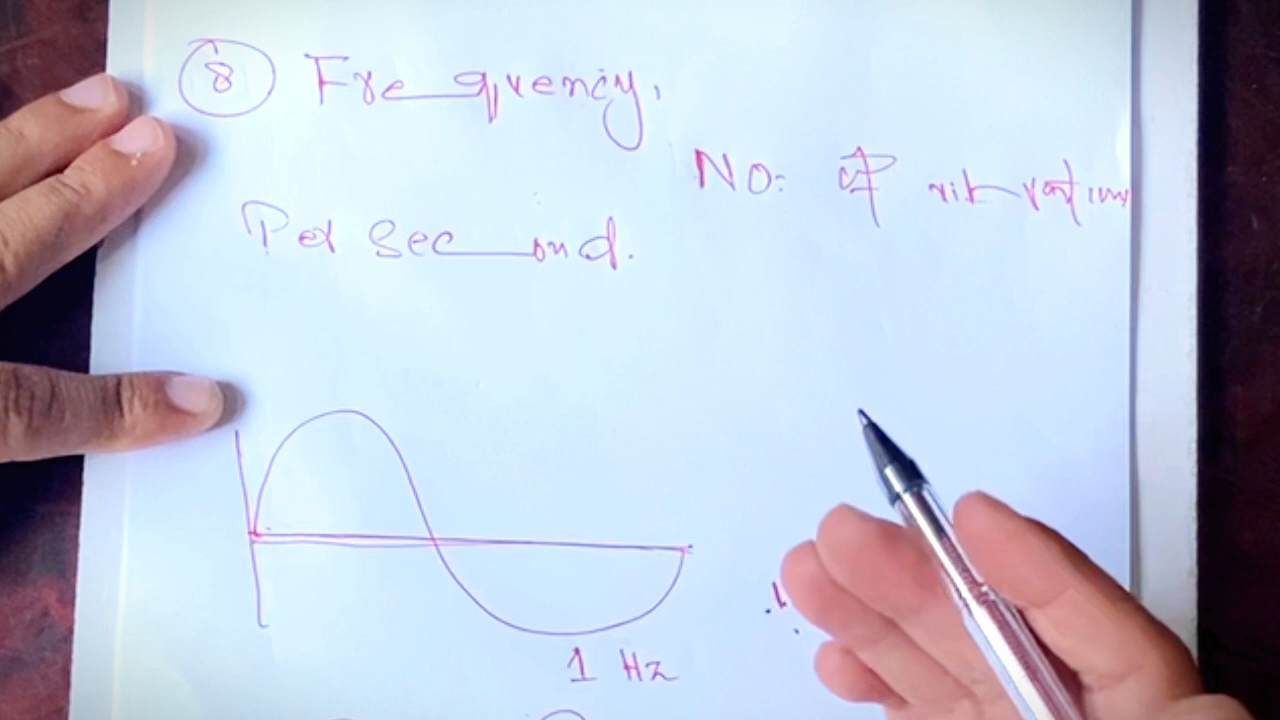 8 Frequency,
No: of vibrations
Per second.
1 Hz